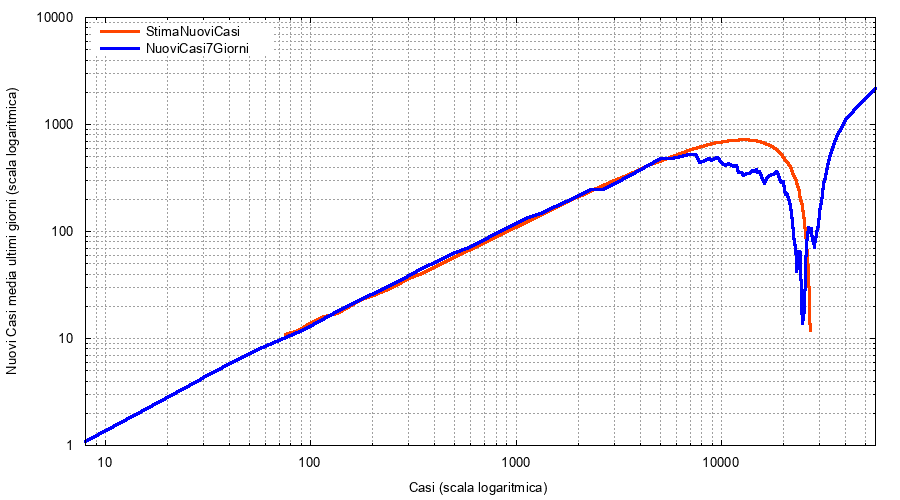 10000
1000
100
10
1
StimaNuoviCasi
NuoviCasi7Giorni
Nuovi Casi media ultimi giorni (scala logaritmica)
10 100 1000 10000
Casi (scala logaritmica)